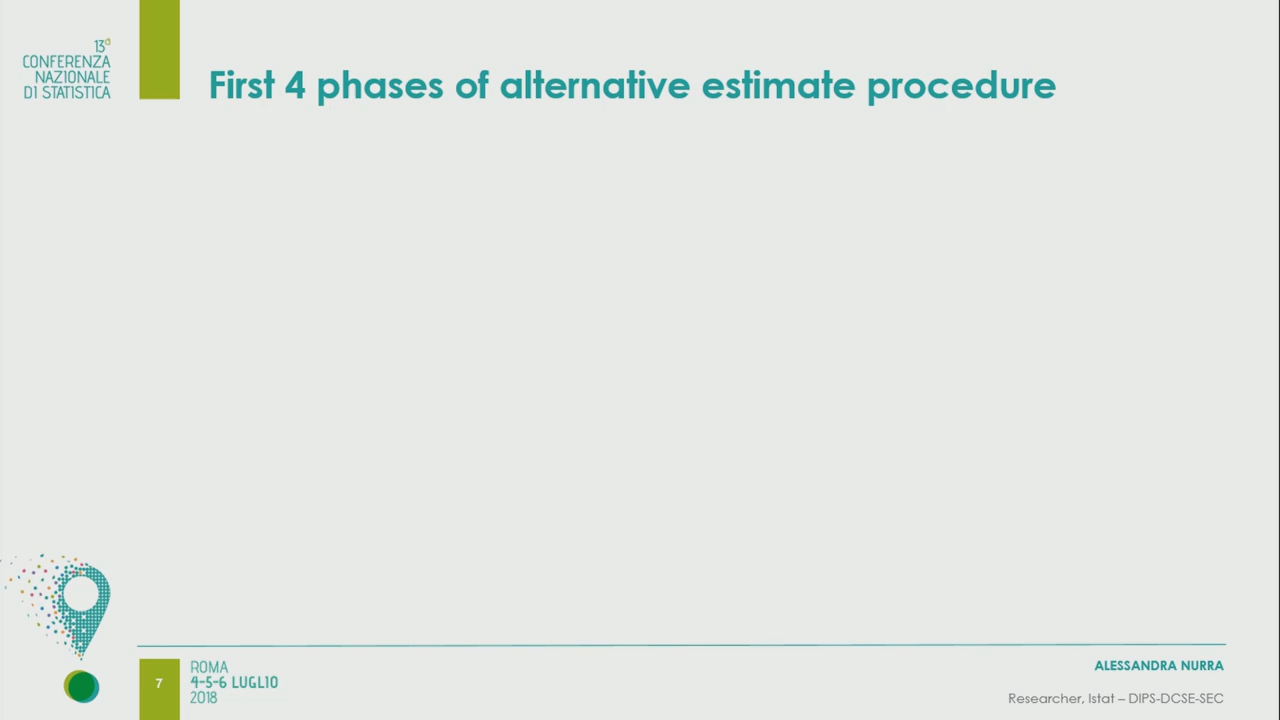 13ª
CONFERENZA
NAZIONALE
DI STATISTICA
First 4 phases of alternative estimate procedure
7
ROMA
4-5-6 LUGLIO
2018
ALESSANDRA NURRA
Researcher, Istat – DIPS-DCSE-SEC